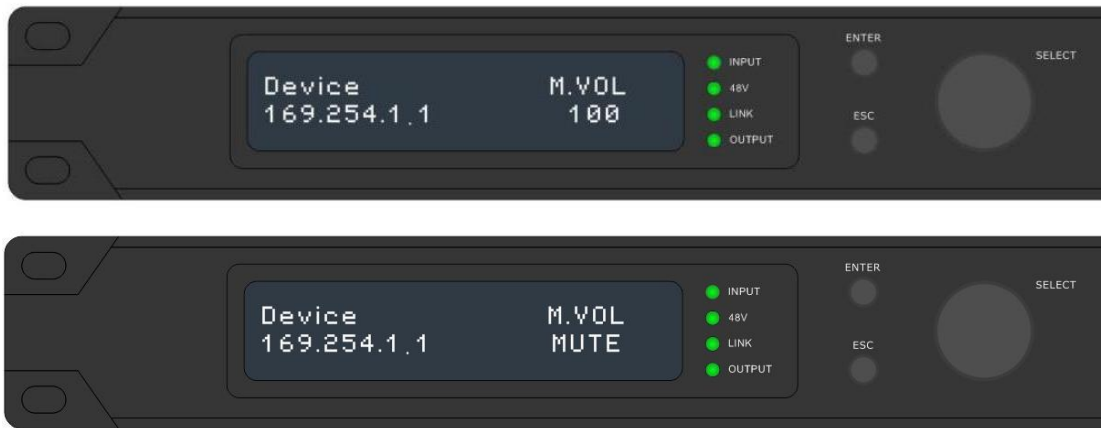 ENTER
SELECT
INPUT
Device M.VOL
48V
169.254.1.1 100
LINK
ESC
OUTPUT
ENTER
SELECT
INPUT
Device M.VOL
48V
169.254.1.1 MUTE
LINK
ESC
OUTPUT